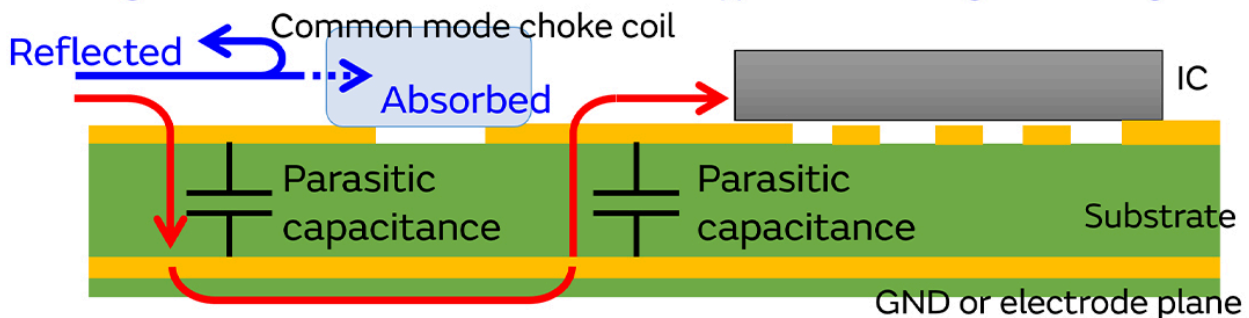 Common mode choke coil
Reflected
Absorbed
IC
Parasitic
capacitance
Parasitic
capacitance
Substrate
GND or electrode plane